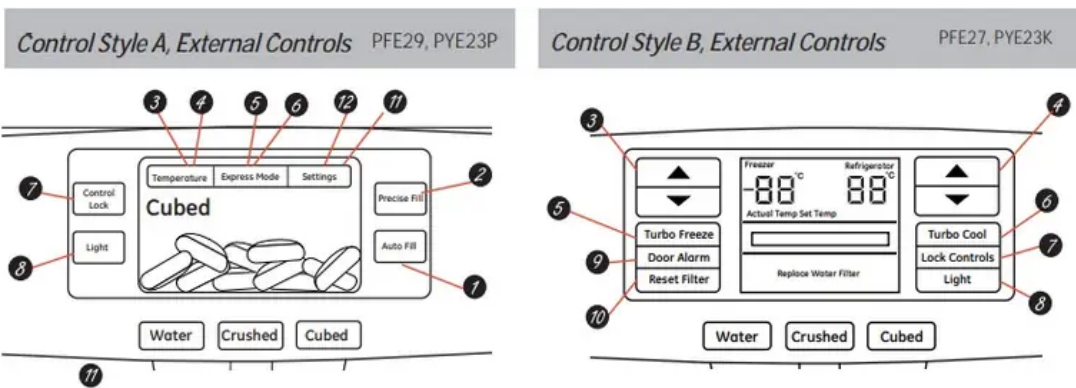 Control Style A, External Controls PFE29, PYE23P
3 4 5 6 12 11
7 Control Lock
8 Light
Temperature Express Mode Settings
Cubed
Precise Fill 2
Auto Fill 1
Water Crushed Cubed
11
Control Style B, External Controls PFE27, PYE23K
3
4
Freezer Refrigerator
-88 °C 88 °C
Actual Temp Set Temp
5 Turbo Freeze
9 Door Alarm
10 Reset Filter
Replace Water Filter
Turbo Cool 6
Lock Controls 7
Light 8
Water Crushed Cubed